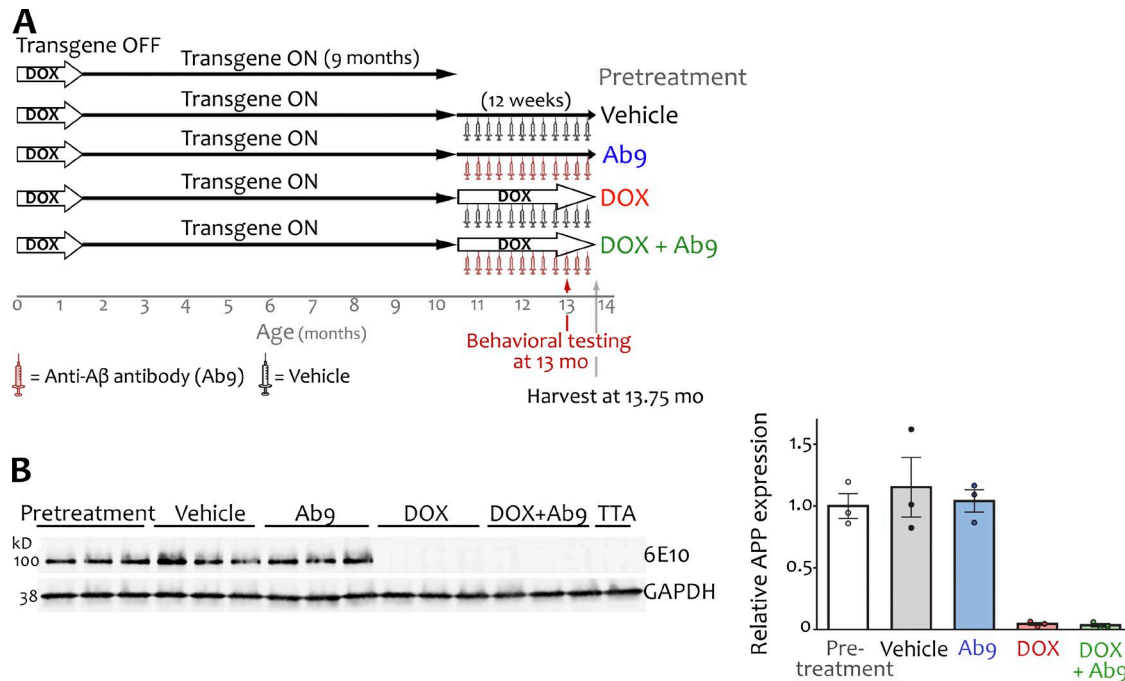 A
Transgene OFF
DOX Transgene ON (9 months)
Pretreatment
DOX Transgene ON (12 weeks) Vehicle
DOX Transgene ON Ab9
DOX Transgene ON DOX DOX
DOX Transgene ON DOX DOX + Ab9
0 1 2 3 4 5 6 7 8 9 10 11 12 13 14
Age (months)
Behavioral testing
at 13 mo
= Anti-Aβ antibody (Ab9) = Vehicle
Harvest at 13.75 mo
B
Pretreatment Vehicle Ab9 DOX DOX+Ab9 TTA
kD
100 6E10
38 GAPDH
Relative APP expression
1.5
1.0
0.5
0
Pre-
treatment Vehicle Ab9 DOX DOX
+ Ab9